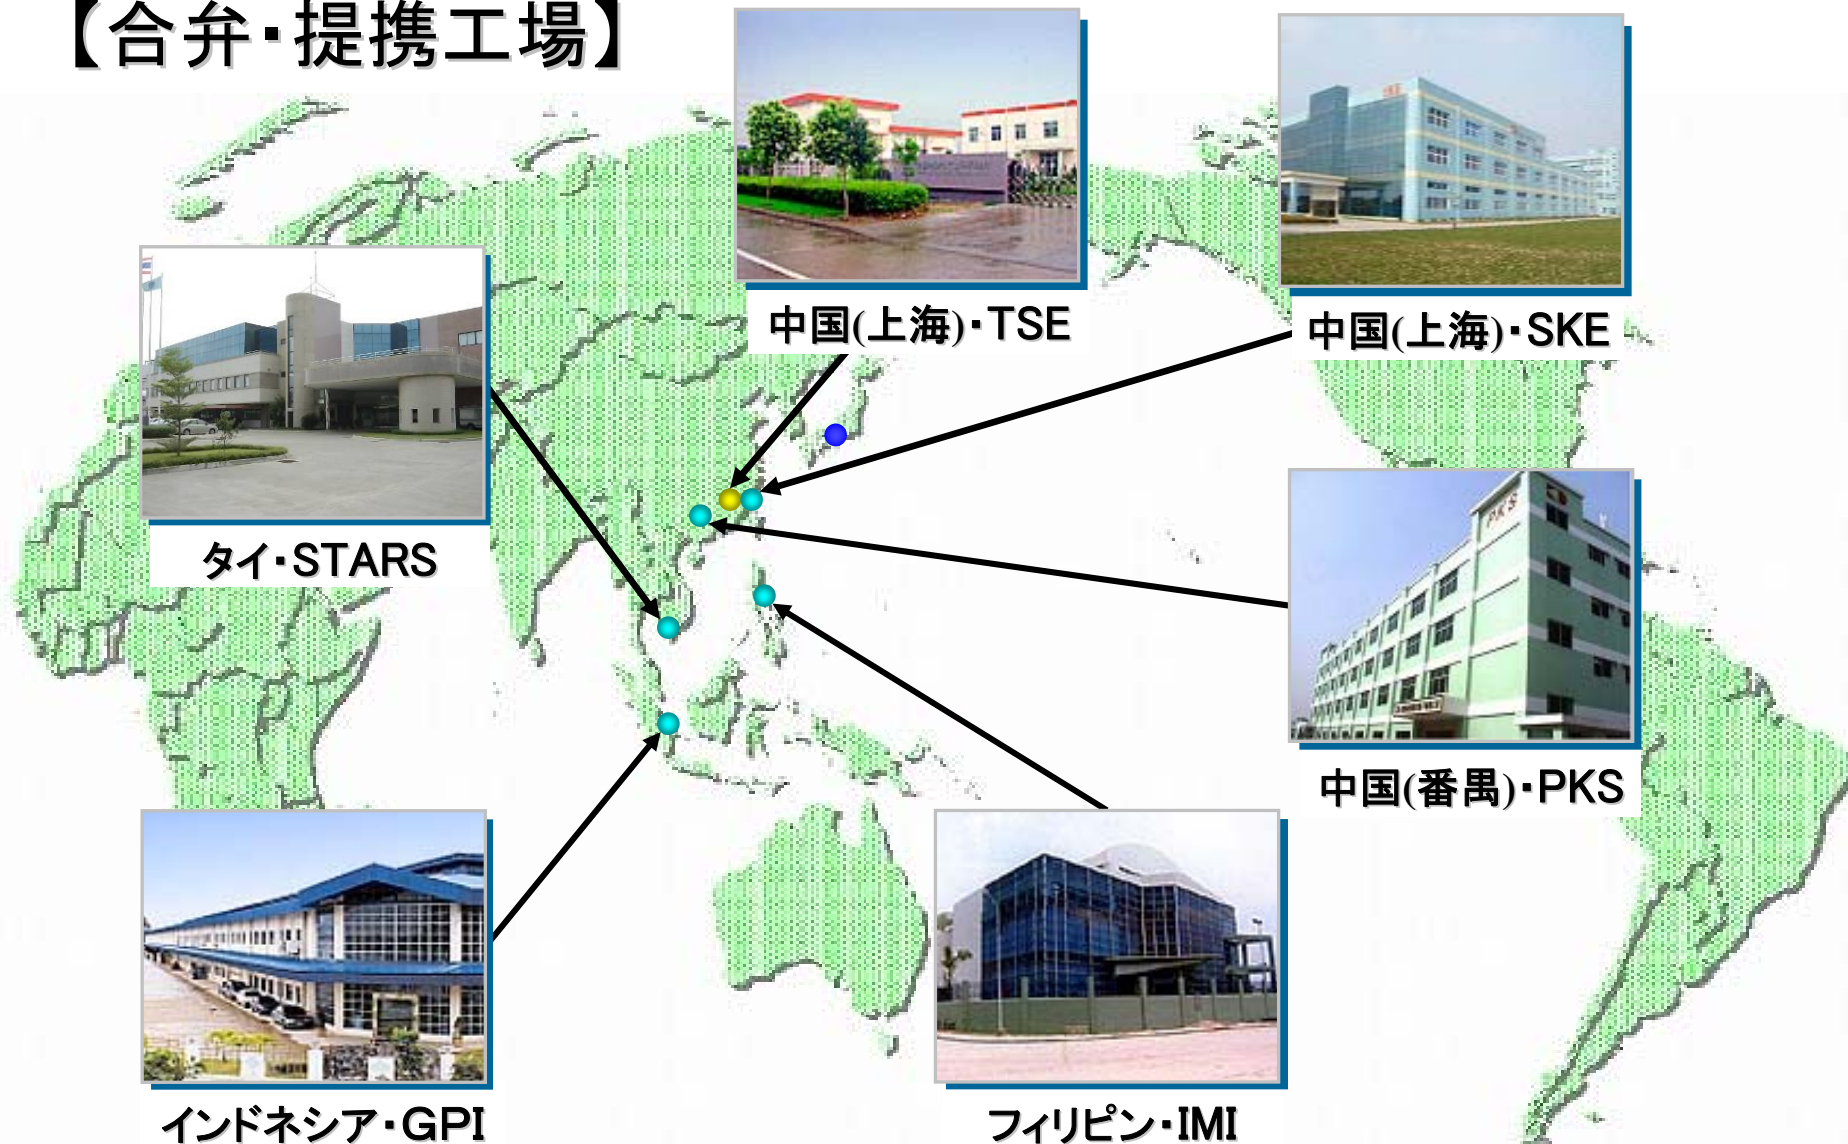 【合弁・提携工場】
中国(上海)・TSE
中国(上海)・SKE
タイ・STARS
PKS
中国(番禺)・PKS
インドネシア・GPI
フィリピン・IMI